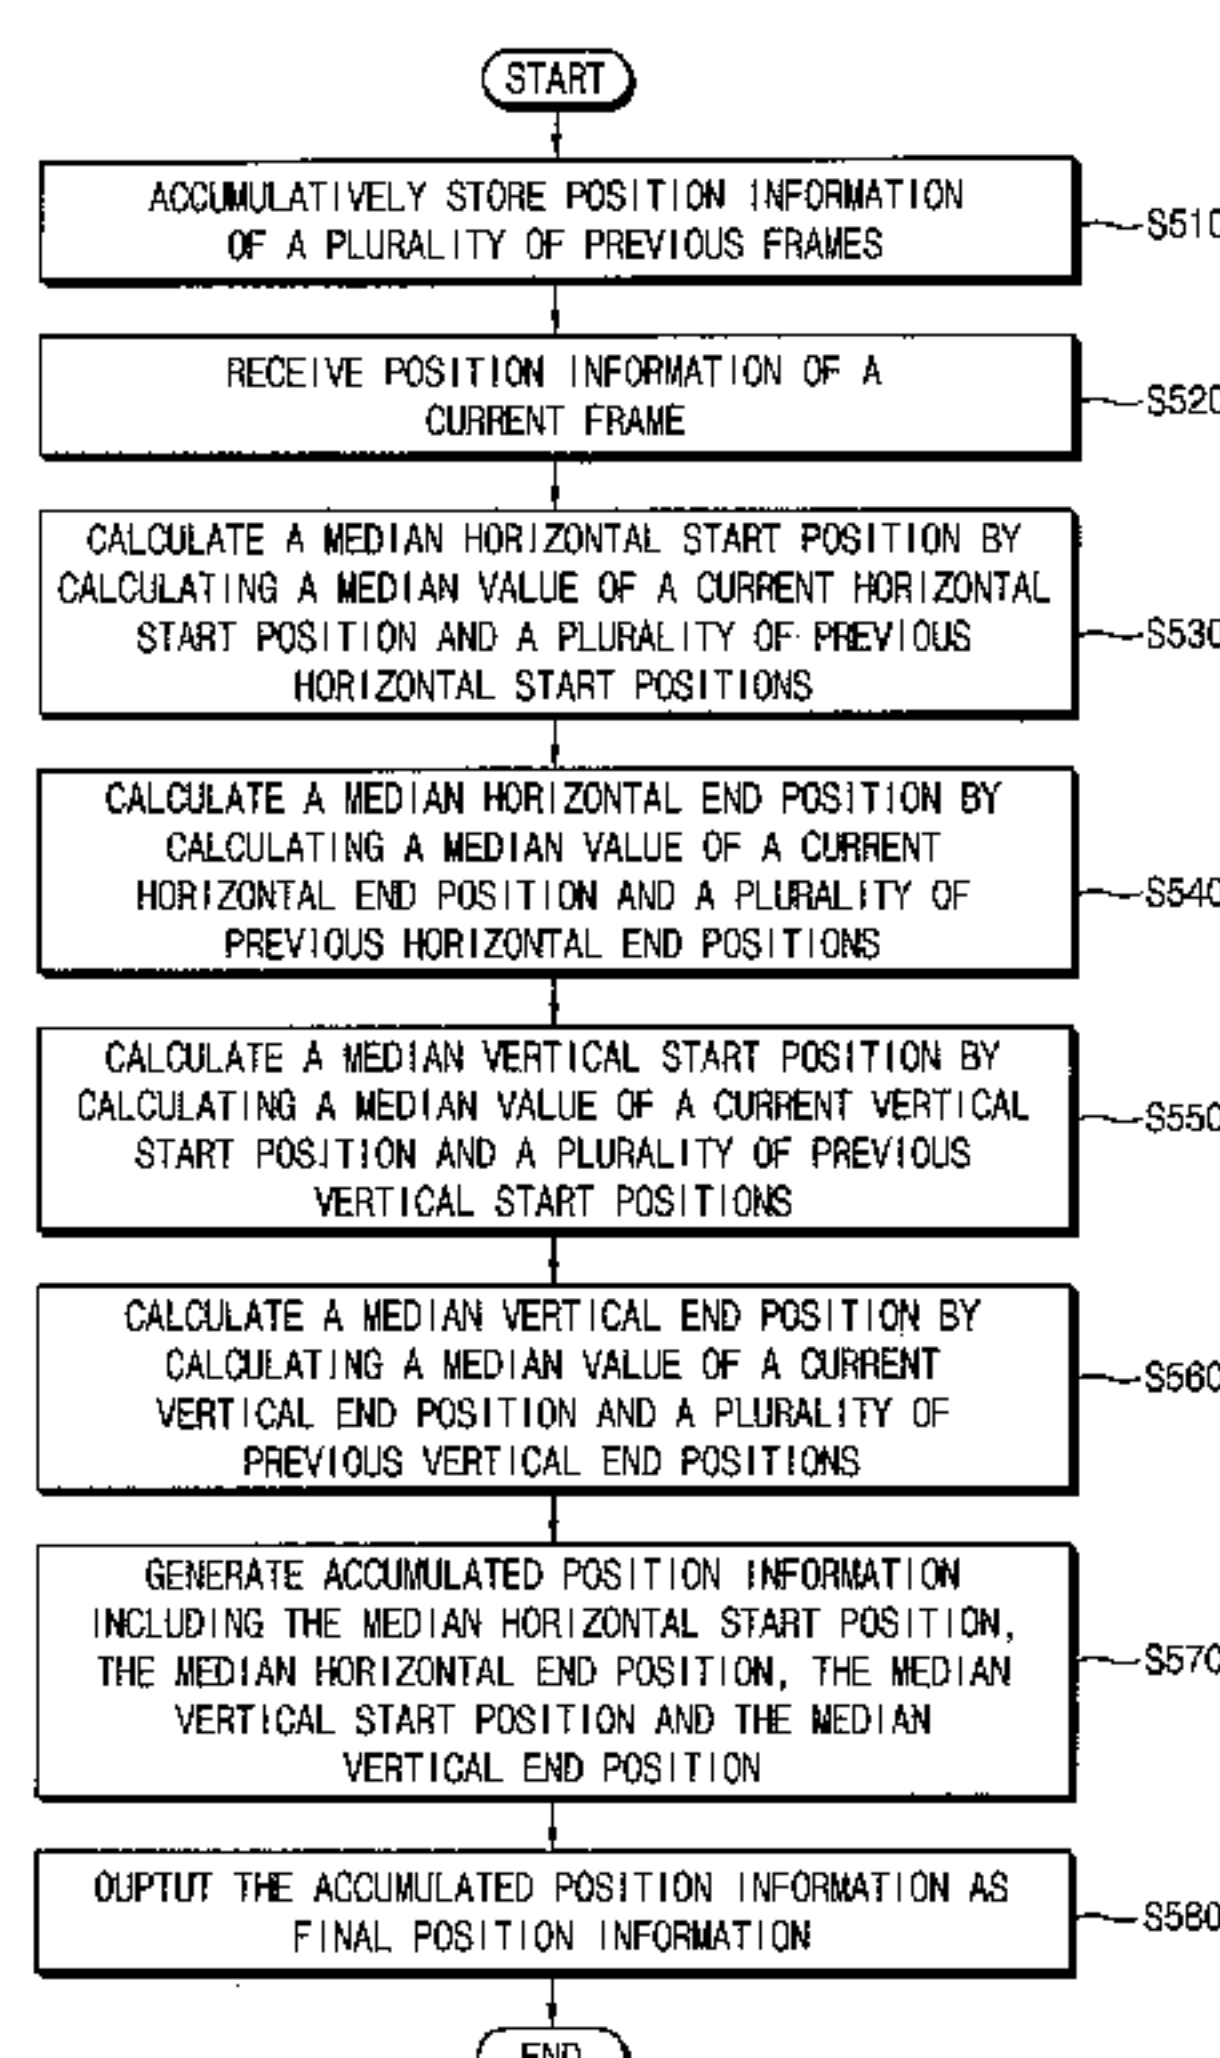 START
ACCUMULATIVELY STORE POSITION INFORMATION
OF A PLURALITY OF PREVIOUS FRAMES
S510
RECEIVE POSITION INFORMATION OF A
CURRENT FRAME
S520
CALCULATE A MEDIAN HORIZONTAL START POSITION BY
CALCULATING A MEDIAN VALUE OF A CURRENT HORIZONTAL
START POSITION AND A PLURALITY OF PREVIOUS
HORIZONTAL START POSITIONS
S530
CALCULATE A MEDIAN HORIZONTAL END POSITION BY
CALCULATING A MEDIAN VALUE OF A CURRENT
HORIZONTAL END POSITION AND A PLURALITY OF
PREVIOUS HORIZONTAL END POSITIONS
S540
CALCULATE A MEDIAN VERTICAL START POSITION BY
CALCULATING A MEDIAN VALUE OF A CURRENT VERTICAL
START POSITION AND A PLURALITY OF PREVIOUS
VERTICAL START POSITIONS
S550
CALCULATE A MEDIAN VERTICAL END POSITION BY
CALCULATING A MEDIAN VALUE OF A CURRENT
VERTICAL END POSITION AND A PLURALITY OF
PREVIOUS VERTICAL END POSITIONS
S560
GENERATE ACCUMULATED POSITION INFORMATION
INCLUDING THE MEDIAN HORIZONTAL START POSITION,
THE MEDIAN HORIZONTAL END POSITION, THE MEDIAN
VERTICAL START POSITION AND THE MEDIAN
VERTICAL END POSITION
S570
OUPTUT THE ACCUMULATED POSITION INFORMATION AS
FINAL POSITION INFORMATION
S580
END